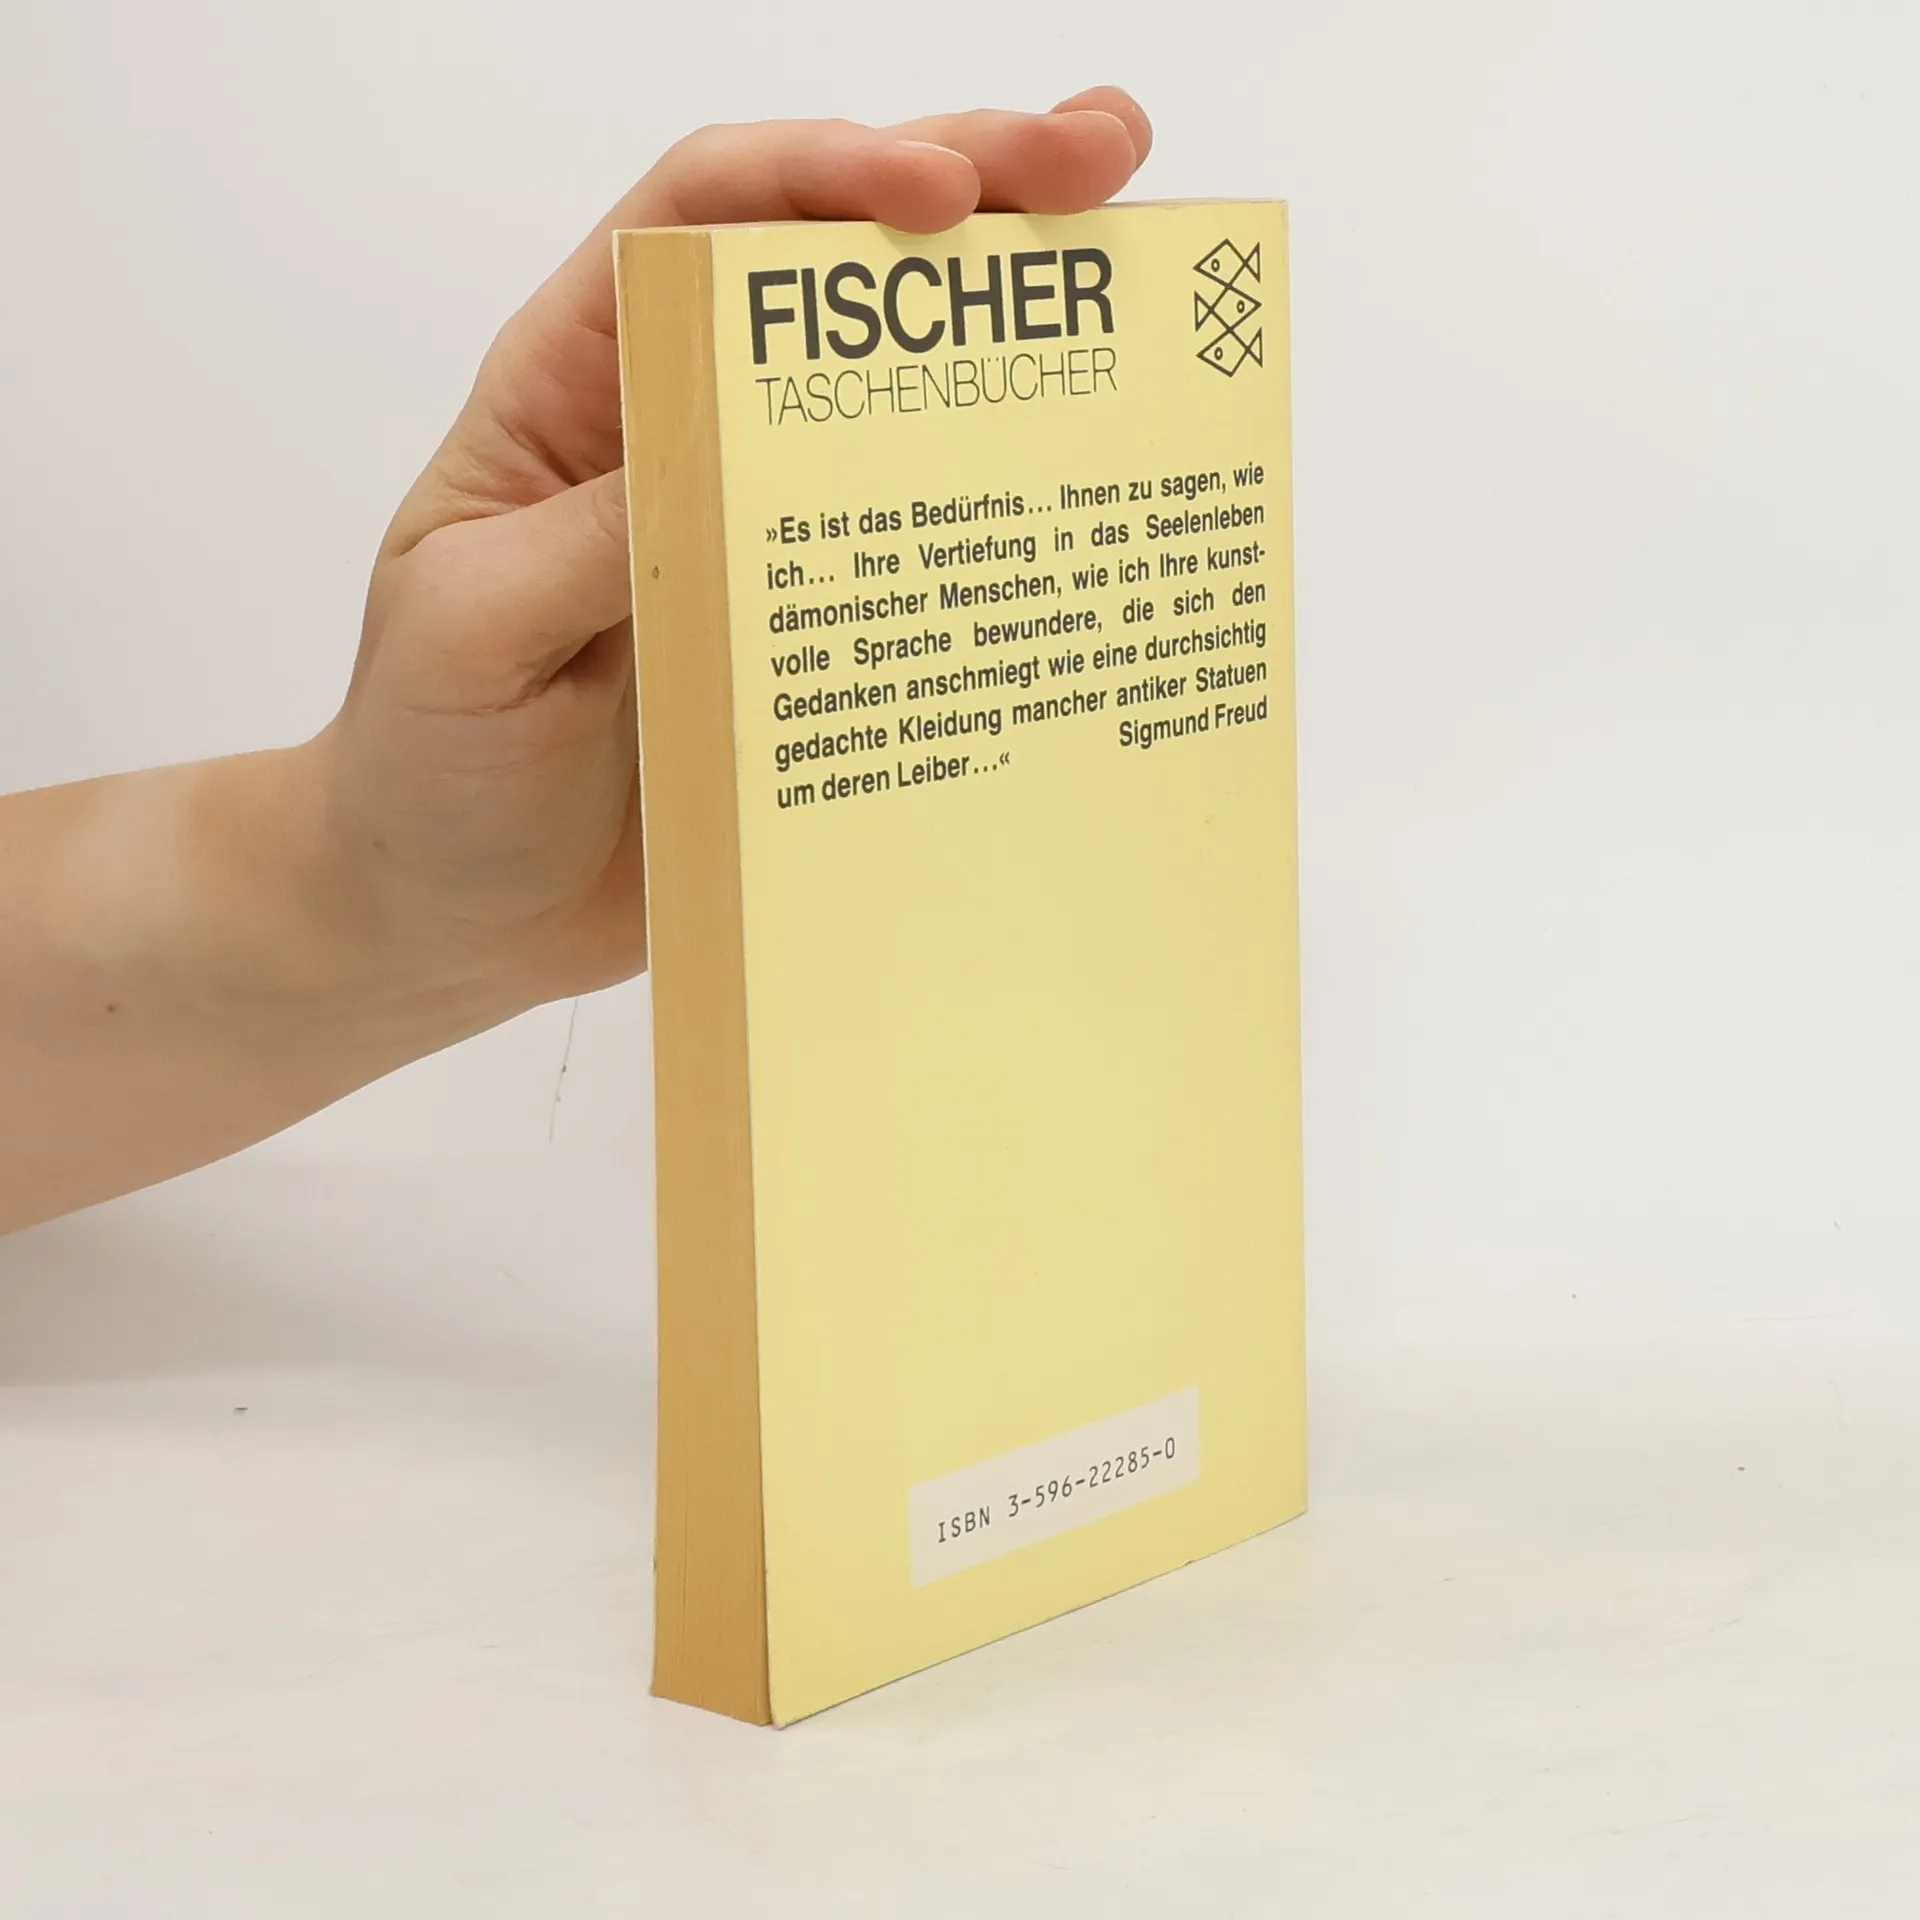 FISCHER
TASCHENBÜCHER
»Es ist das Bedürfnis... Ihnen zu sagen, wie
ich... Ihre Vertiefung in das Seelenleben
dämonischer Menschen, wie ich Ihre kunst-
volle Sprache bewundere, die sich den
Gedanken anschmiegt wie eine durchsichtig
gedachte Kleidung mancher antiker Statuen
um deren Leiber...« Sigmund Freud
ISBN 3-596-22285-0